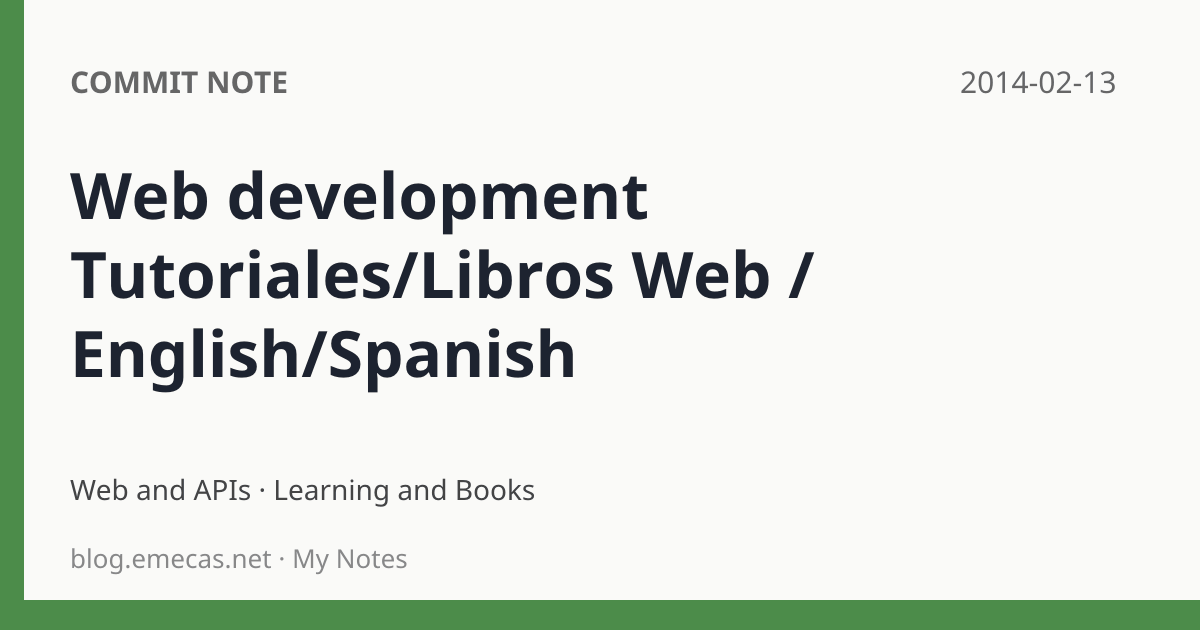 COMMIT NOTE
2014-02-13
Web development
Tutoriales/Libros Web /
English/Spanish
Web and APIs · Learning and Books
blog.emecas.net · My Notes